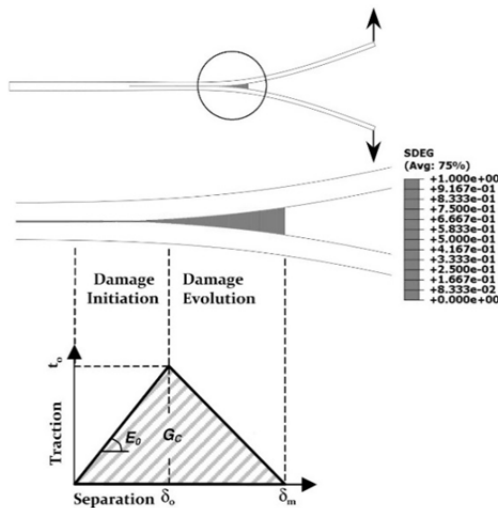 SDEG
(Avg: 75%)
+1.000e+00
+9.167e-01
+8.333e-01
+7.500e-01
+6.667e-01
+5.833e-01
+5.000e-01
+4.167e-01
+3.333e-01
+2.500e-01
+1.667e-01
+8.333e-02
+0.000e+00
Damage Initiation
Damage Evolution
t₀
Traction
E₀
G_C
Separation
δ₀
δₘ